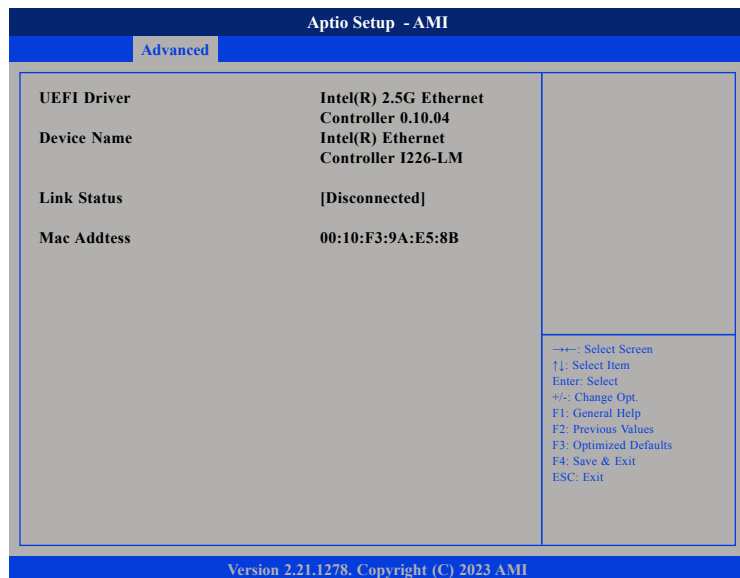 Aptio Setup - AMI
Advanced
UEFI Driver Intel(R) 2.5G Ethernet
Controller 0.10.04
Device Name Intel(R) Ethernet
Controller I226-LM
Link Status [Disconnected]
Mac Addtess 00:10:F3:9A:E5:8B
→←: Select Screen
↑↓: Select Item
Enter: Select
+/-: Change Opt.
F1: General Help
F2: Previous Values
F3: Optimized Defaults
F4: Save & Exit
ESC: Exit
Version 2.21.1278. Copyright (C) 2023 AMI